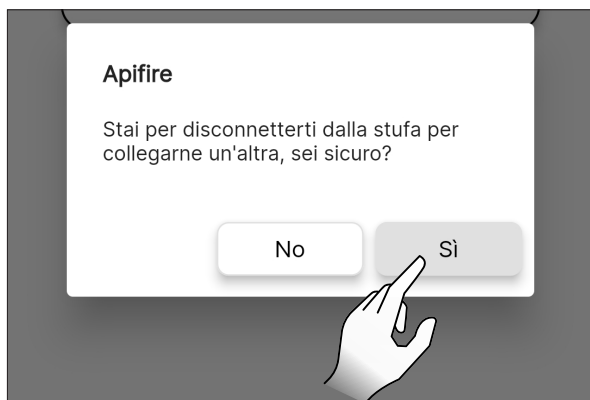 Apifire
Stai per disconnetterti dalla stufa per
collegarne un'altra, sei sicuro?
No
Sì